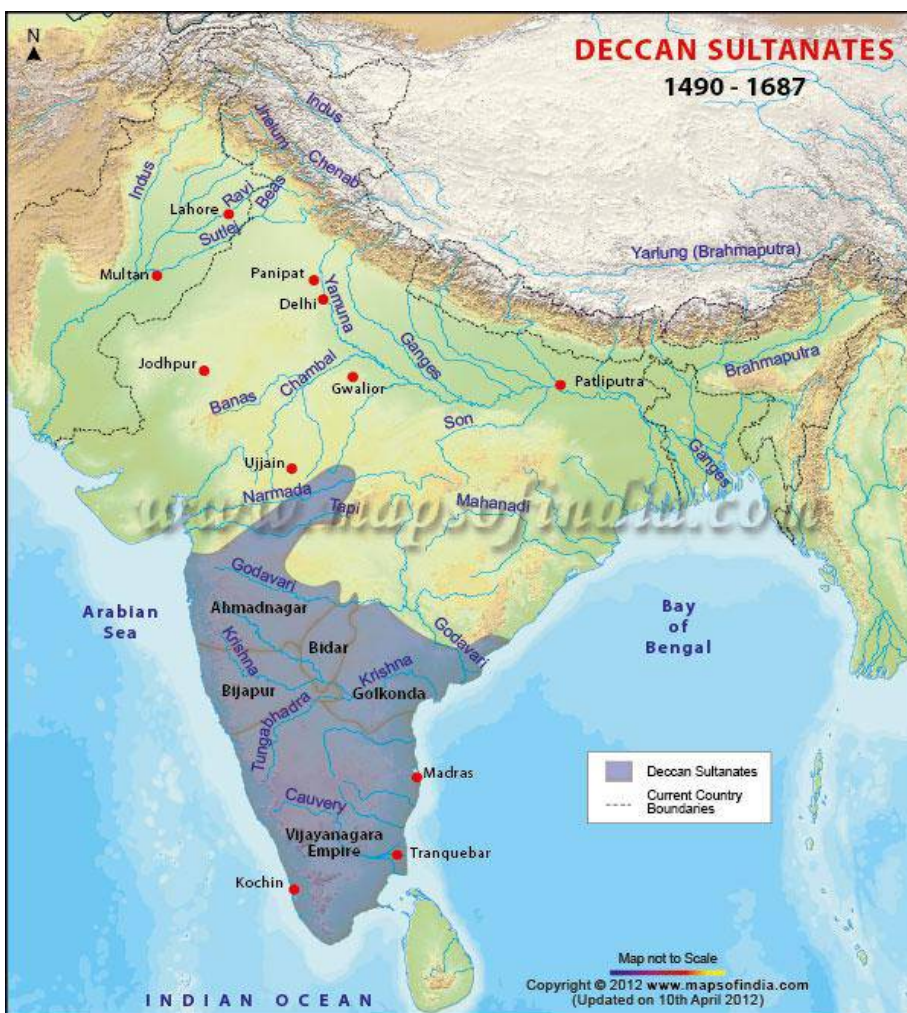 N
DECCAN SULTANATES
1490 - 1687
Indus
Jhelum
Chenab
Indus
Ravi
Beas
Lahore
Sutlej
Yarlung (Brahmaputra)
Multan
Panipat
Delhi
Yamuna
Ganges
Brahmaputra
Jodhpur
Chambal
Banas
Gwalior
Patliputra
Son
Ganges
Ujjain
Narmada
Tapi
Mahanadi
www.mapsofindia.com
Godavari
Ahmadnagar
Arabian
Sea
Bay
of
Bengal
Bidar
Godavari
Krishna
Krishna
Bijapur
Golkonda
Tungabhadra
Madras
Deccan Sultanates
Current Country
Boundaries
Cauvery
Vijayanagara
Empire
Tranquebar
Kochin
Map not to Scale
Copyright © 2012 www.mapsofindia.com
(Updated on 10th April 2012)
INDIAN OCEAN